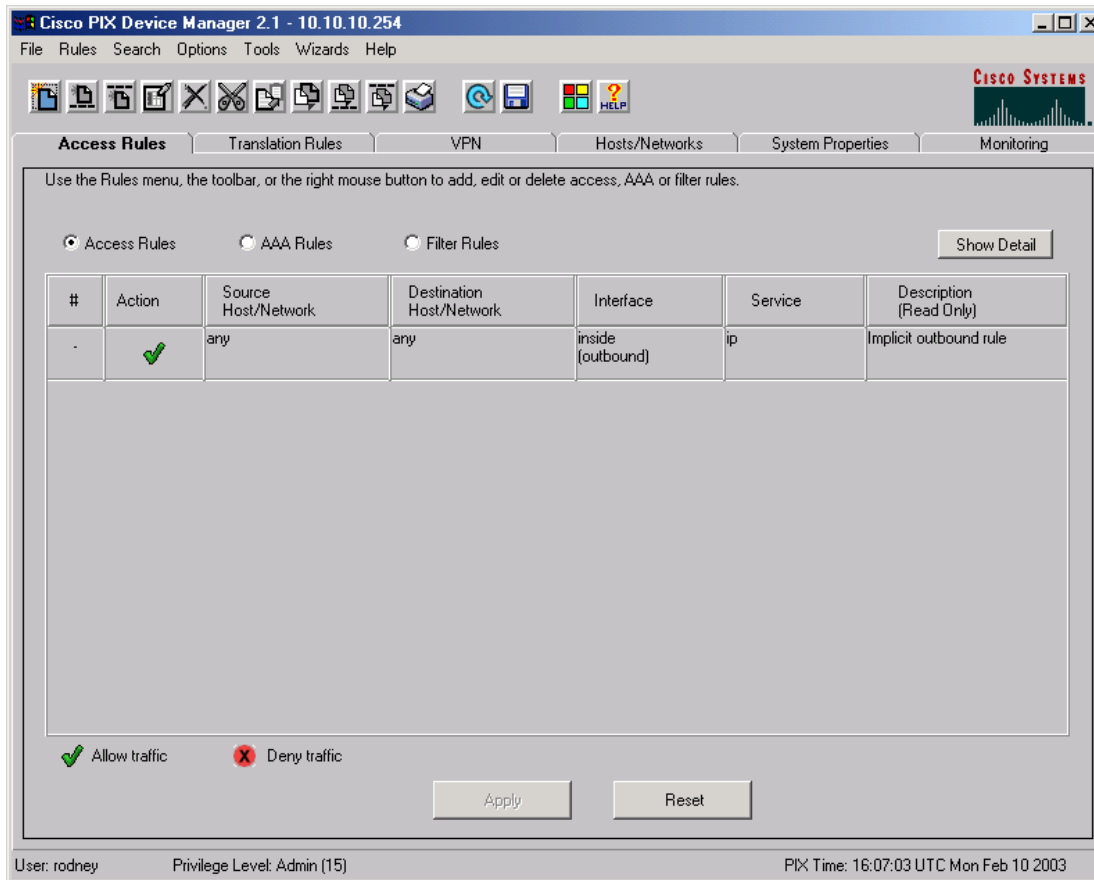 Cisco PIX Device Manager 2.1 - 10.10.10.254
File Rules Search Options Tools Wizards Help
HELP
CISCO SYSTEMS
Access Rules Translation Rules VPN Hosts/Networks System Properties Monitoring
Use the Rules menu, the toolbar, or the right mouse button to add, edit or delete access, AAA or filter rules.
Access Rules AAA Rules Filter Rules Show Detail
# Action Source Host/Network Destination Host/Network Interface Service Description (Read Only)
- any any inside (outbound) ip Implicit outbound rule
Allow traffic X Deny traffic
Apply Reset
User: rodney Privilege Level: Admin (15) PIX Time: 16:07:03 UTC Mon Feb 10 2003